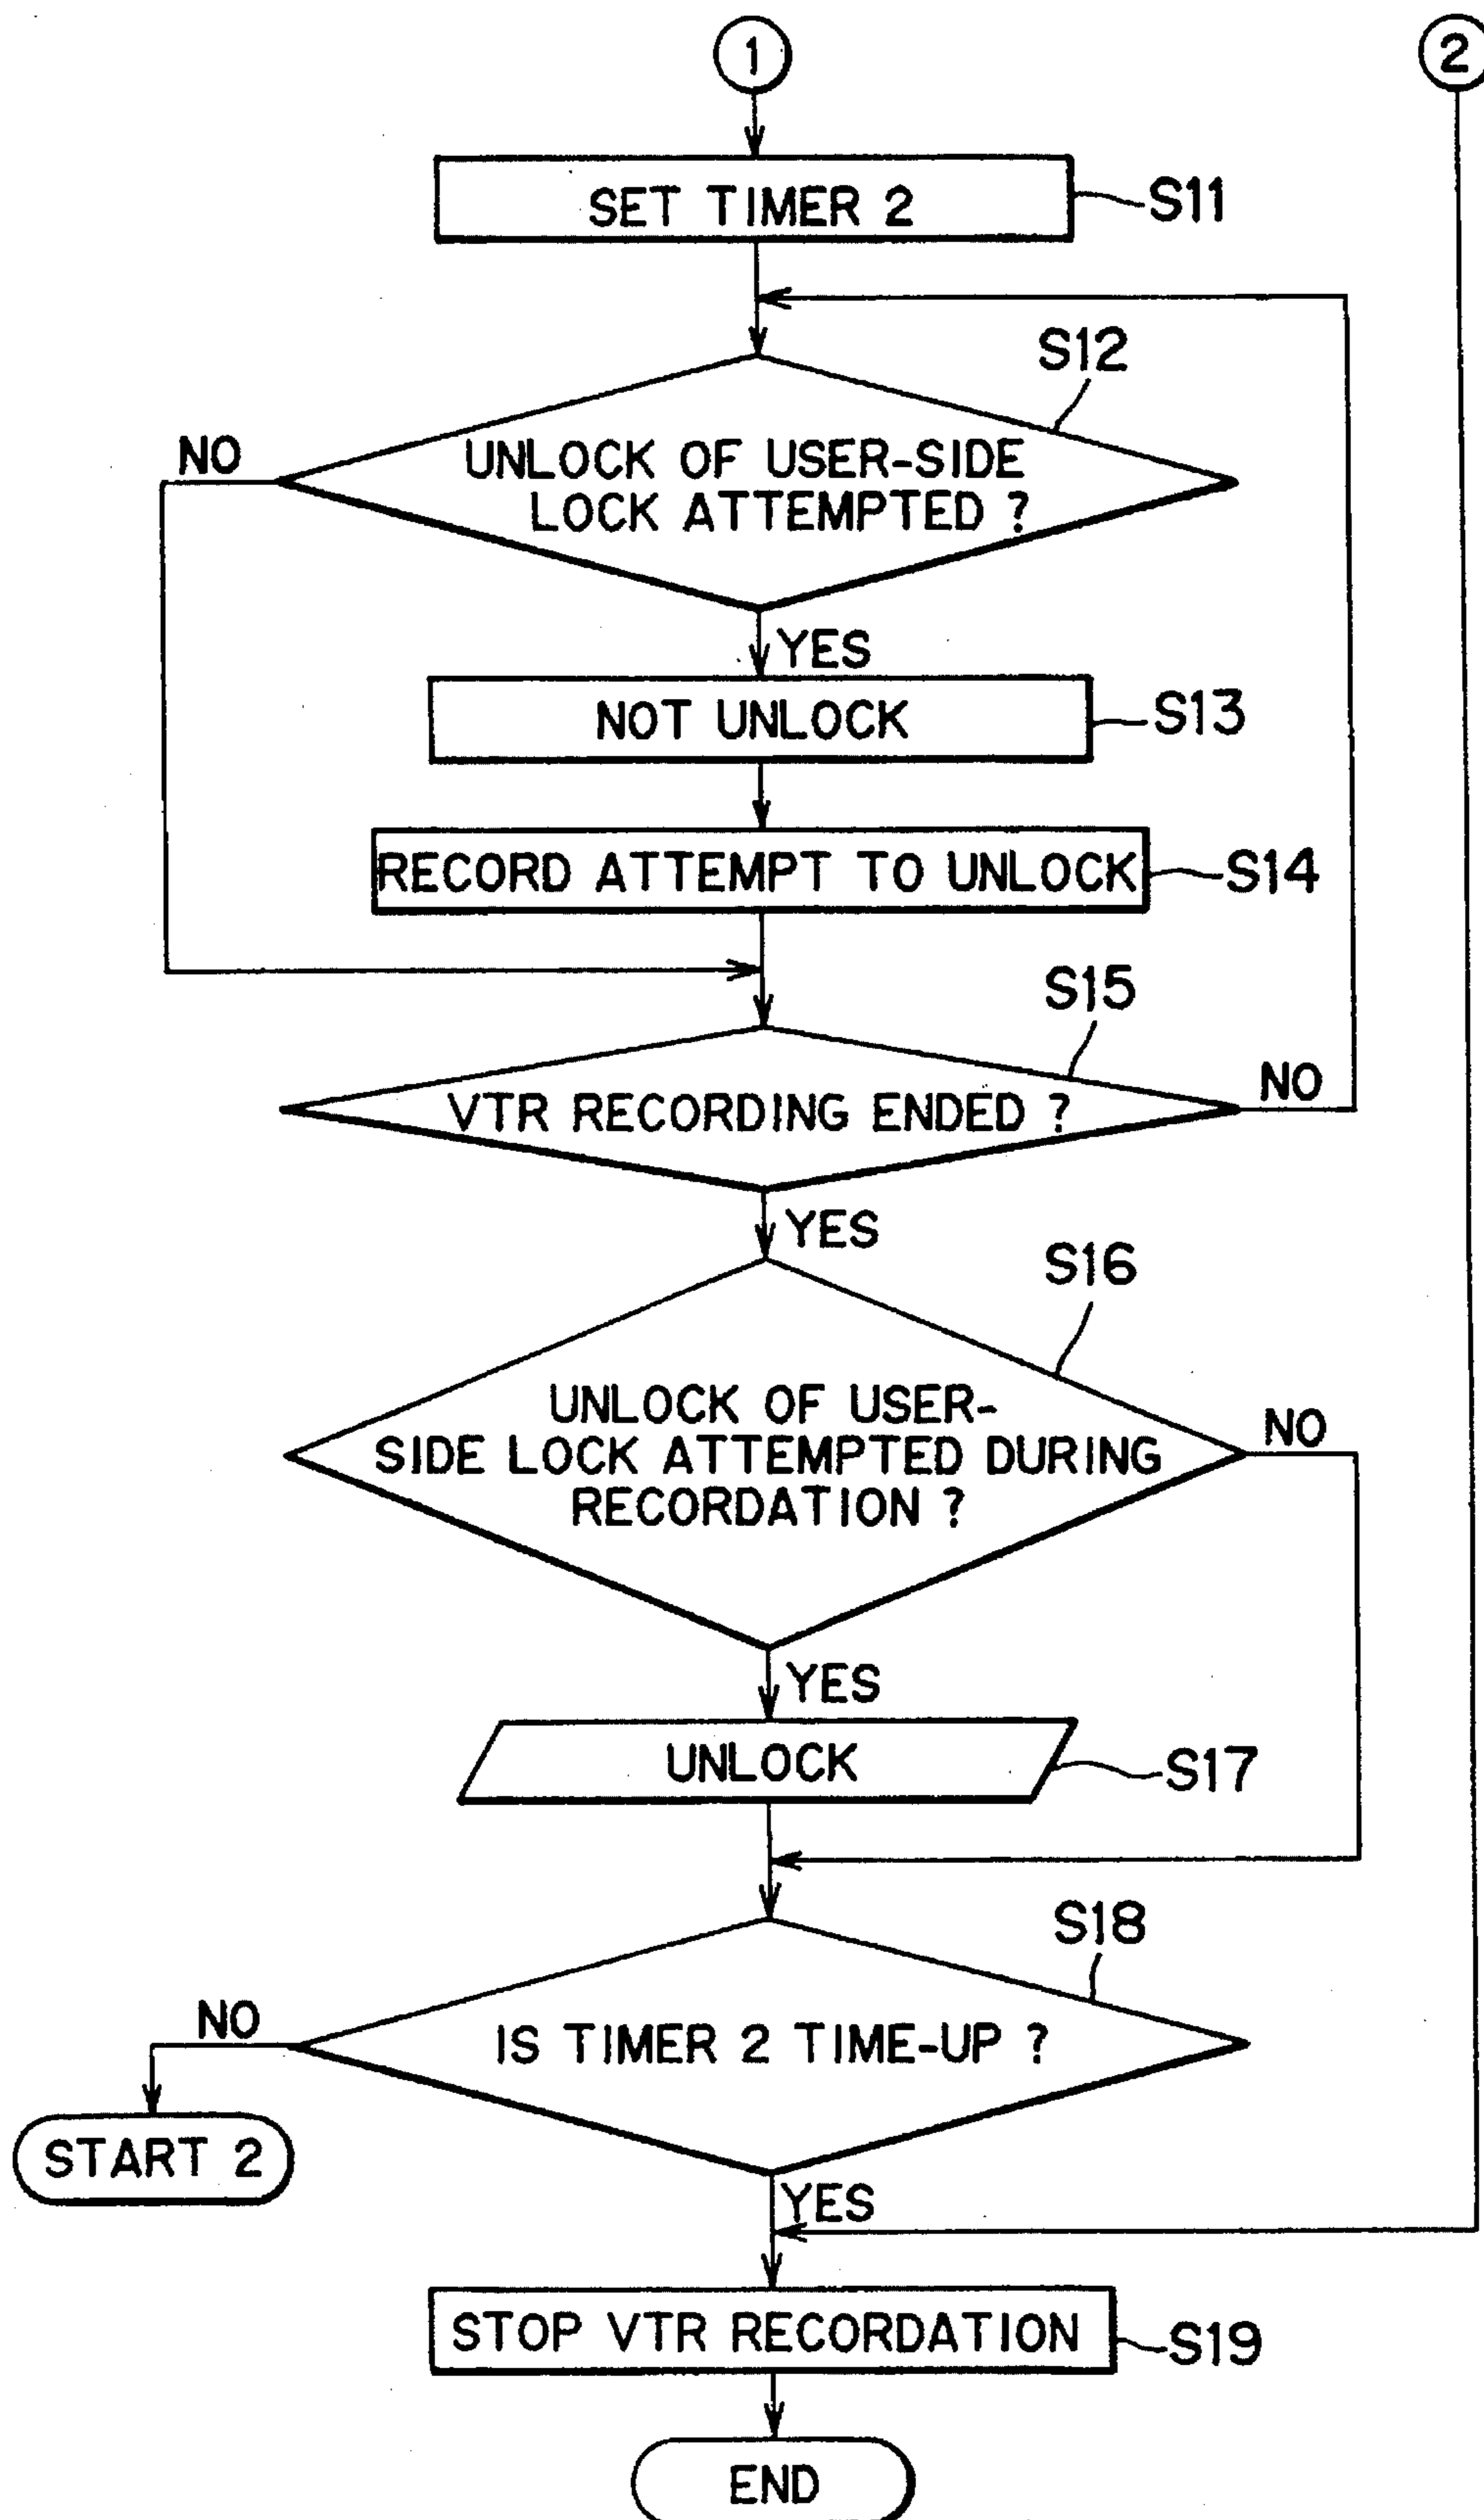 1
2
SET TIMER 2
S11
S12
NO
UNLOCK OF USER-SIDE
LOCK ATTEMPTED ?
YES
NOT UNLOCK
S13
RECORD ATTEMPT TO UNLOCK
S14
S15
VTR RECORDING ENDED ?
NO
YES
S16
UNLOCK OF USER-
SIDE LOCK ATTEMPTED DURING
RECORDATION ?
NO
YES
UNLOCK
S17
S18
NO
IS TIMER 2 TIME-UP ?
START 2
YES
STOP VTR RECORDATION
S19
END